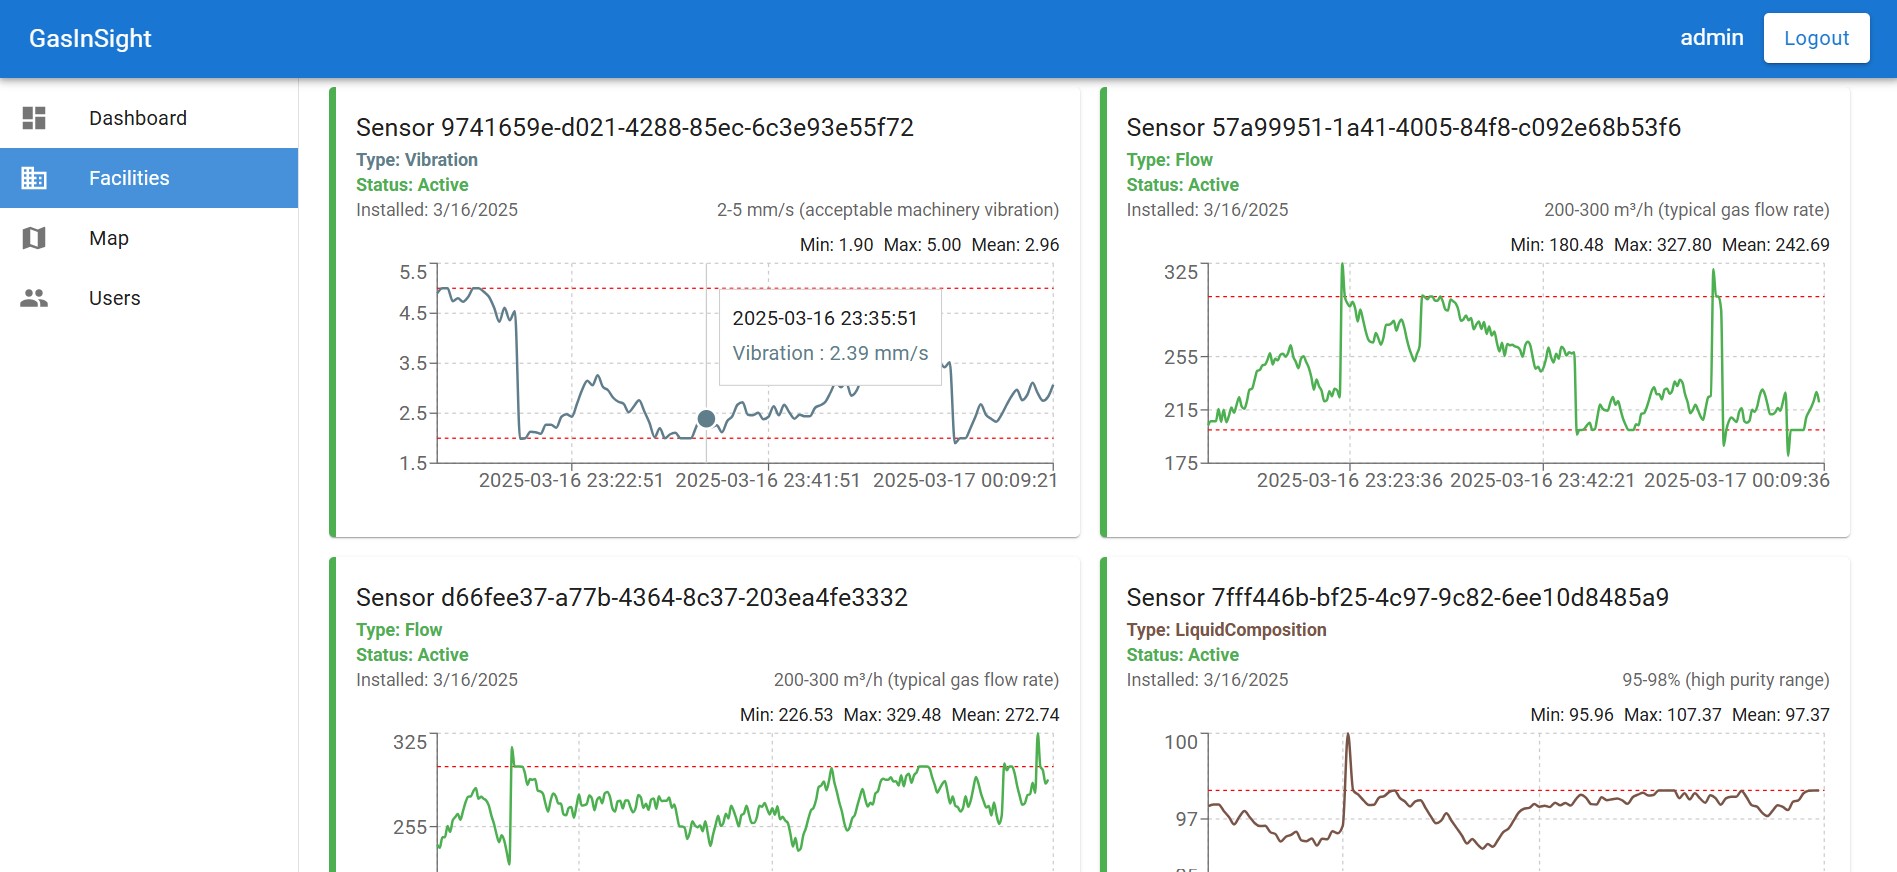 GasInSight
admin
Logout
Dashboard
Facilities
Map
Users
Sensor 9741659e-d021-4288-85ec-6c3e93e55f72
Type: Vibration
Status: Active
Installed: 3/16/2025
2-5 mm/s (acceptable machinery vibration)
Min: 1.90 Max: 5.00 Mean: 2.96
5.5
4.5
3.5
2.5
1.5
2025-03-16 23:35:51
Vibration : 2.39 mm/s
2025-03-16 23:22:51
2025-03-16 23:41:51
2025-03-17 00:09:21
Sensor 57a99951-1a41-4005-84f8-c092e68b53f6
Type: Flow
Status: Active
Installed: 3/16/2025
200-300 m³/h (typical gas flow rate)
Min: 180.48 Max: 327.80 Mean: 242.69
325
255
215
175
2025-03-16 23:23:36
2025-03-16 23:42:21
2025-03-17 00:09:36
Sensor d66fee37-a77b-4364-8c37-203ea4fe3332
Type: Flow
Status: Active
Installed: 3/16/2025
200-300 m³/h (typical gas flow rate)
Min: 226.53 Max: 329.48 Mean: 272.74
325
255
Sensor 7fff446b-bf25-4c97-9c82-6ee10d8485a9
Type: LiquidComposition
Status: Active
Installed: 3/16/2025
95-98% (high purity range)
Min: 95.96 Max: 107.37 Mean: 97.37
100
97